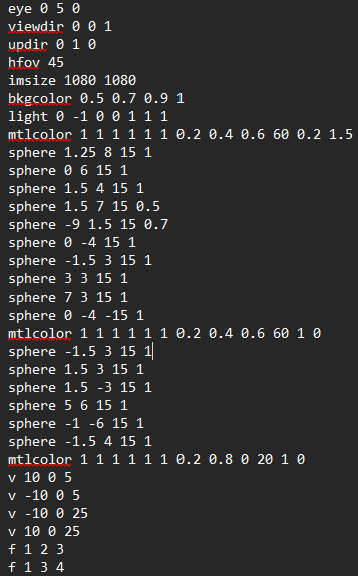 eye 0 5 0
viewdir 0 0 1
updir 0 1 0
hfov 45
imsize 1080 1080
bkgcolor 0.5 0.7 0.9 1
light 0 -1 0 0 1 1 1
mtlcolor 1 1 1 1 1 1 0.2 0.4 0.6 60 0.2 1.5
sphere 1.25 8 15 1
sphere 0 6 15 1
sphere 1.5 4 15 1
sphere 1.5 7 15 0.5
sphere -9 1.5 15 0.7
sphere 0 -4 15 1
sphere -1.5 3 15 1
sphere 3 3 15 1
sphere 7 3 15 1
sphere 0 -4 -15 1
mtlcolor 1 1 1 1 1 1 0.2 0.4 0.6 60 1 0
sphere -1.5 3 15 1
sphere 1.5 3 15 1
sphere 1.5 -3 15 1
sphere 5 6 15 1
sphere -1 -6 15 1
sphere -1.5 4 15 1
mtlcolor 1 1 1 1 1 1 0.2 0.8 0 20 1 0
v 10 0 5
v -10 0 5
v -10 0 25
v 10 0 25
f 1 2 3
f 1 3 4